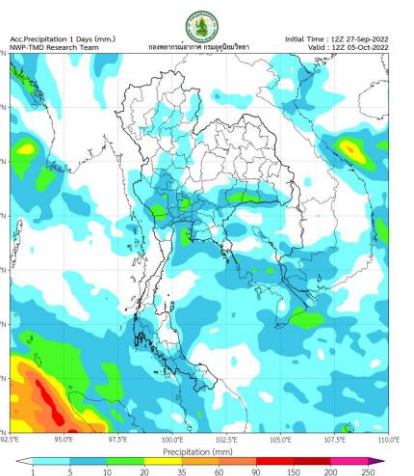 Acc.Precipitation 1 Days (mm.)
NWP-TMD Research Team
กองพยากรณ์อากาศ กรมอุตุนิยมวิทยา
Initial Time : 12Z 27-Sep-2022
Valid : 12Z 05-Oct-2022
92.5°E 95.0°E 97.5°E 100.0°E 102.5°E 105.0°E 107.5°E 110.0°E
Precipitation (mm)
1 5 10 20 35 60 90 150 200 250